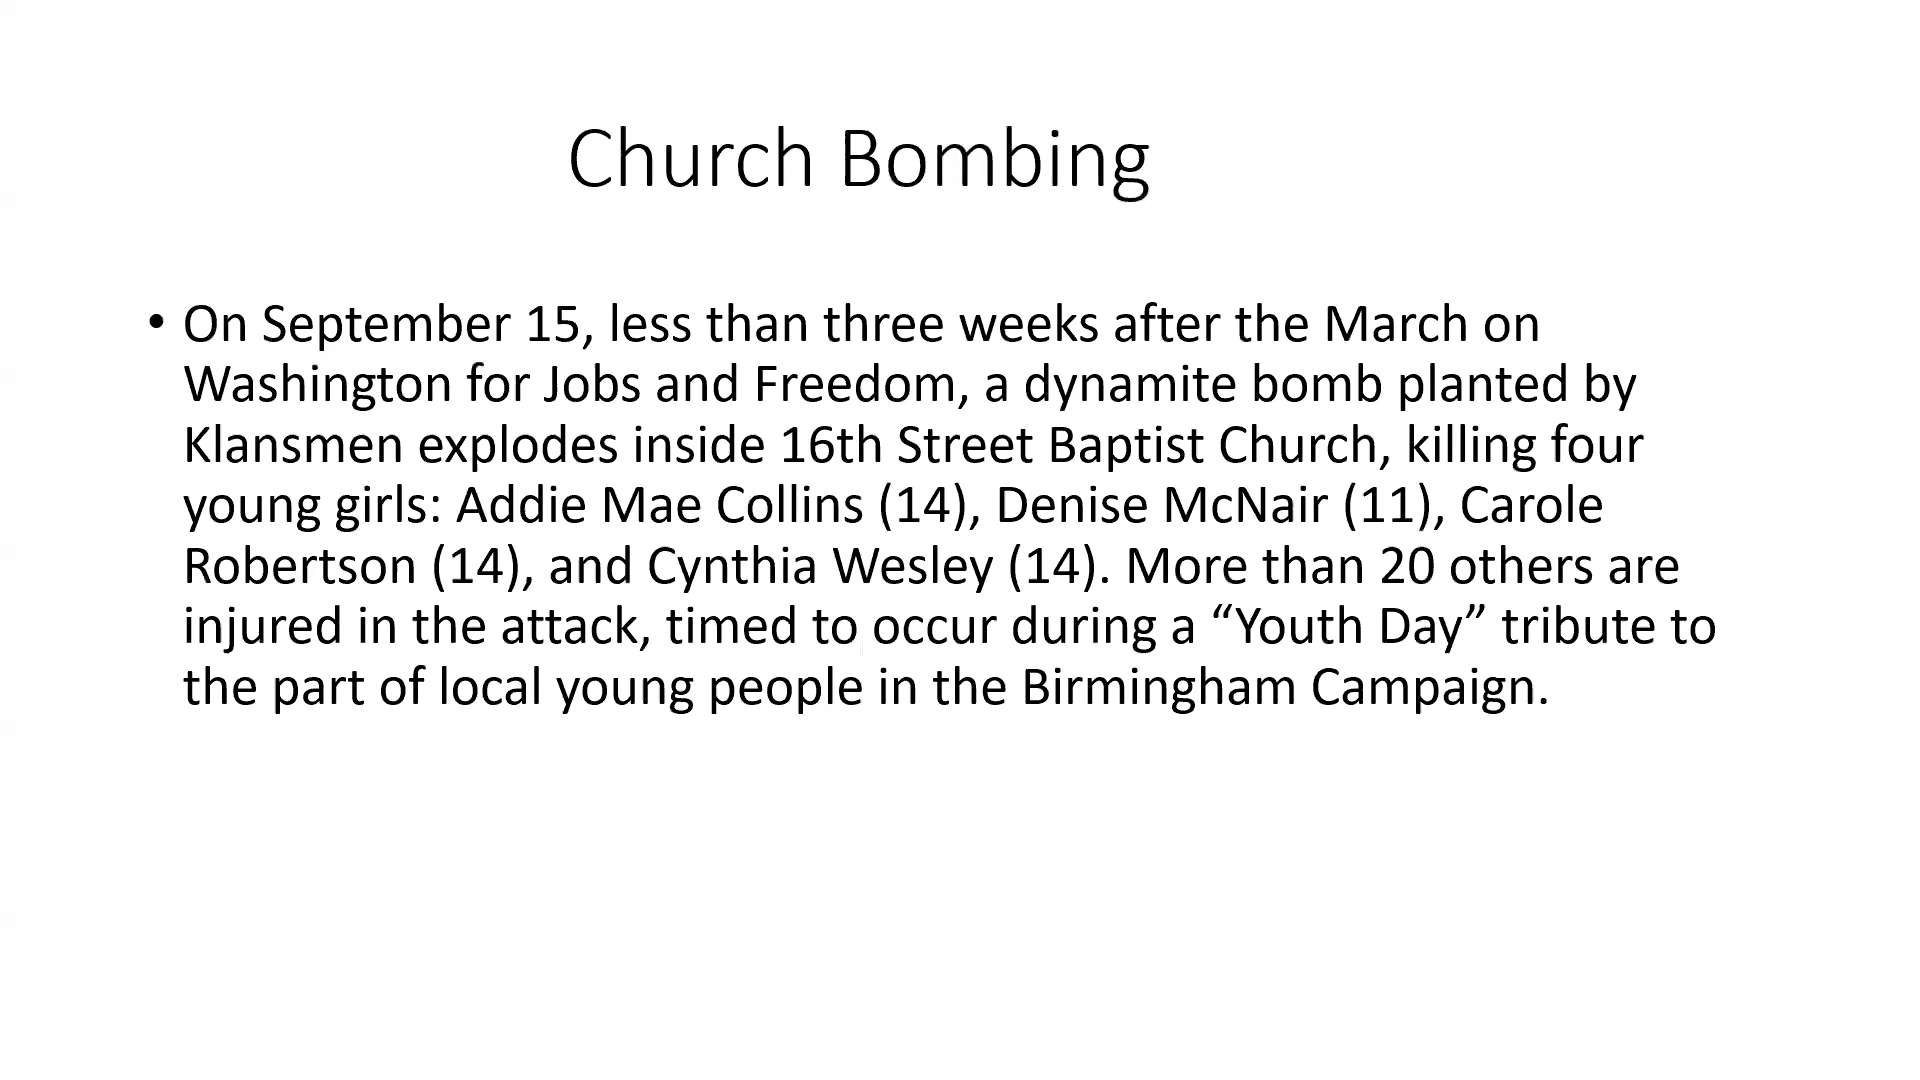 Church Bombing
• On September 15, less than three weeks after the March on
Washington for Jobs and Freedom, a dynamite bomb planted by
Klansmen explodes inside 16th Street Baptist Church, killing four
young girls: Addie Mae Collins (14), Denise McNair (11), Carole
Robertson (14), and Cynthia Wesley (14). More than 20 others are
injured in the attack, timed to occur during a “Youth Day” tribute to
the part of local young people in the Birmingham Campaign.